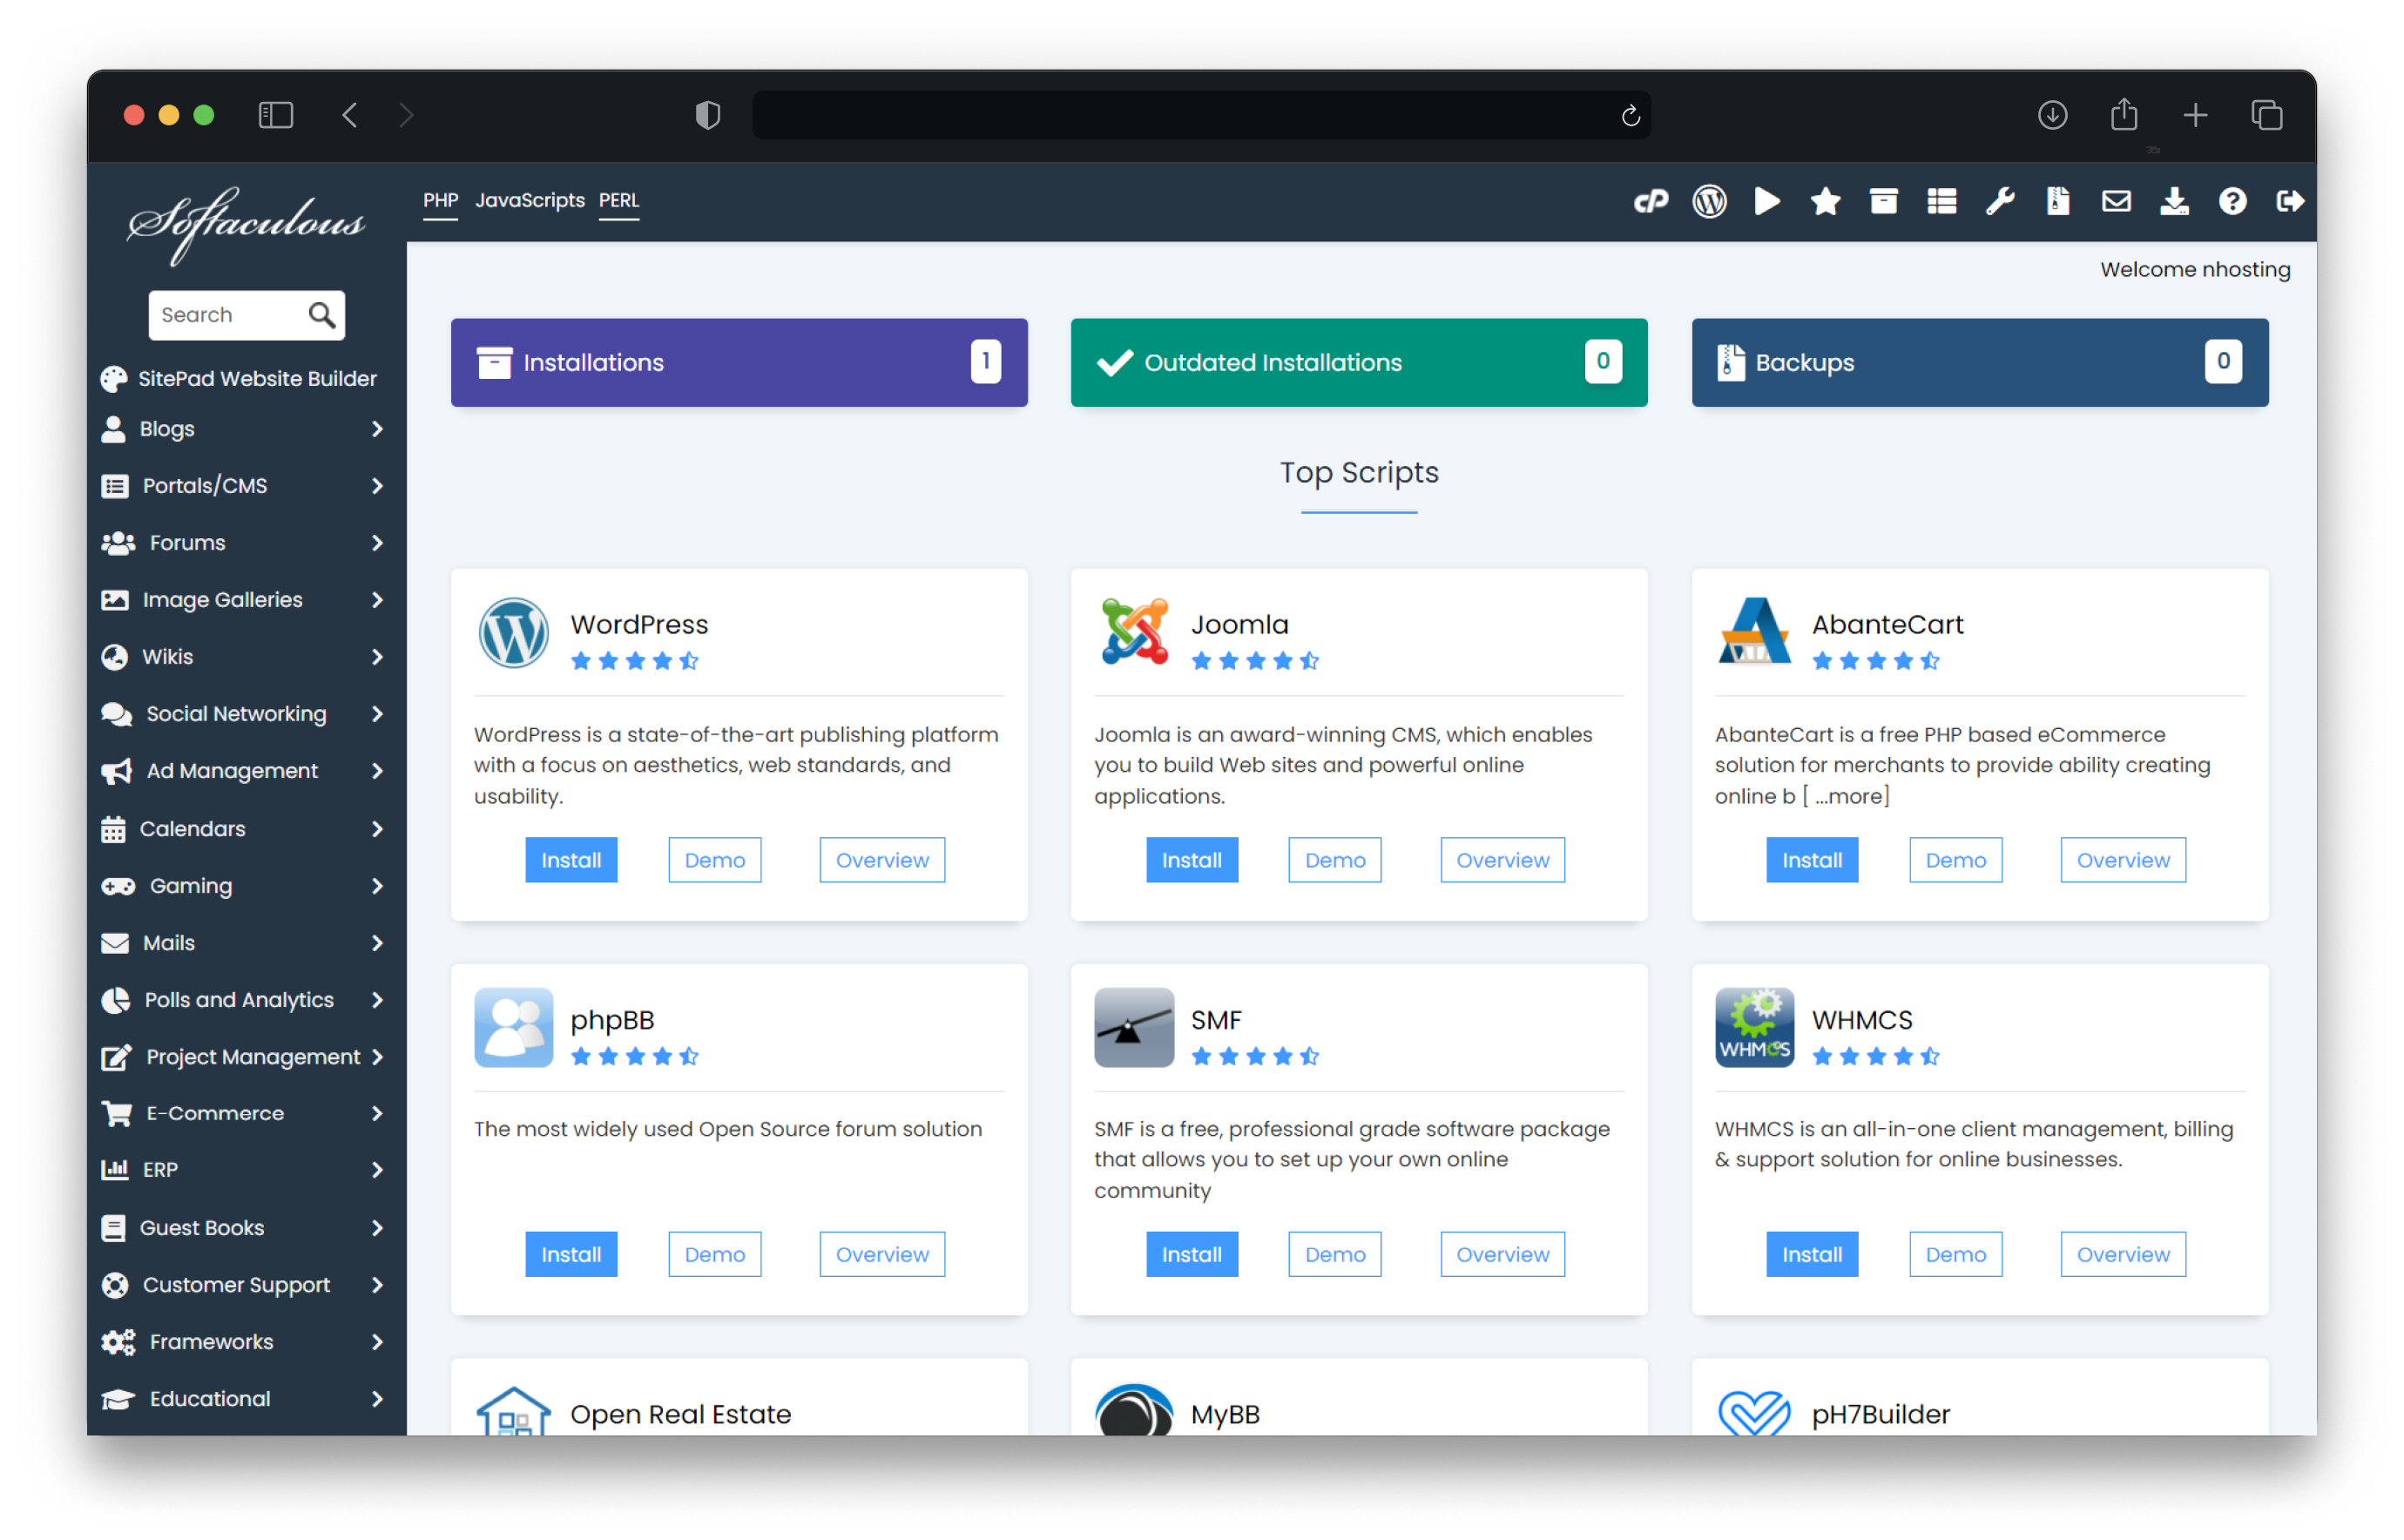 Softaculous
PHP JavaScripts PERL
cP
Welcome nhosting
Search
SitePad Website Builder
Blogs
Portals/CMS
Forums
Image Galleries
Wikis
Social Networking
Ad Management
Calendars
Gaming
Mails
Polls and Analytics
Project Management
E-Commerce
ERP
Guest Books
Customer Support
Frameworks
Educational
Installations 1
Outdated Installations 0
Backups 0
Top Scripts
WordPress
WordPress is a state-of-the-art publishing platform
with a focus on aesthetics, web standards, and
usability.
Install Demo Overview
Joomla
Joomla is an award-winning CMS, which enables
you to build Web sites and powerful online
applications.
Install Demo Overview
AbanteCart
AbanteCart is a free PHP based eCommerce
solution for merchants to provide ability creating
online b [ ...more]
Install Demo Overview
phpBB
The most widely used Open Source forum solution
Install Demo Overview
SMF
SMF is a free, professional grade software package
that allows you to set up your own online
community
Install Demo Overview
WHMCS
WHMCS
WHMCS is an all-in-one client management, billing
& support solution for online businesses.
Install Demo Overview
Open Real Estate
MyBB
pH7Builder